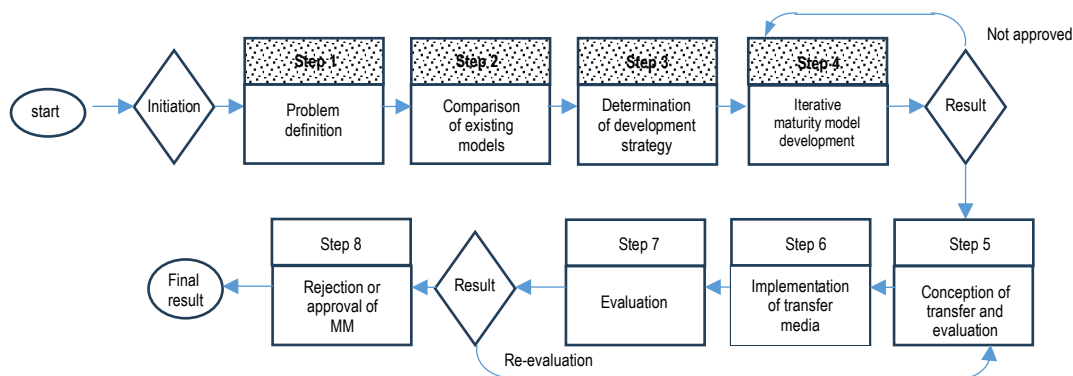 start
Initiation
Step 1
Problem
definition
Step 2
Comparison
of existing
models
Step 3
Determination
of development
strategy
Step 4
Iterative
maturity model
development
Not approved
Result
Step 5
Conception of
transfer and
evaluation
Step 6
Implementation
of transfer
media
Step 7
Evaluation
Result
Re-evaluation
Step 8
Rejection or
approval of
MM
Final
result